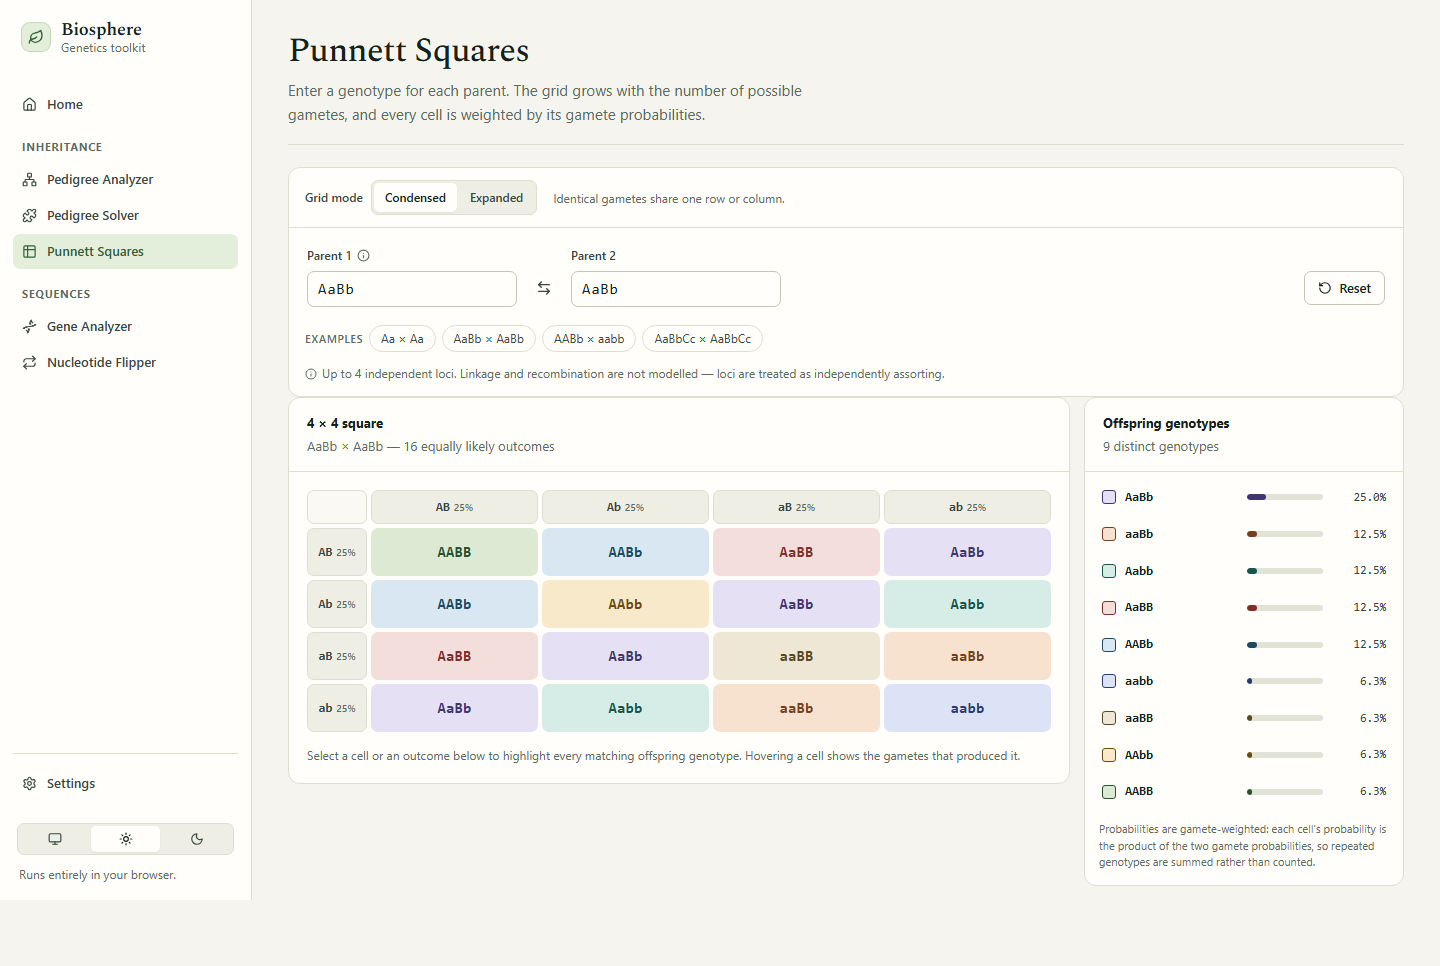 Biosphere
Genetics toolkit
Home
INHERITANCE
Pedigree Analyzer
Pedigree Solver
Punnett Squares
SEQUENCES
Gene Analyzer
Nucleotide Flipper
Settings
Runs entirely in your browser.
Punnett Squares
Enter a genotype for each parent. The grid grows with the number of possible
gametes, and every cell is weighted by its gamete probabilities.
Grid mode Condensed Expanded Identical gametes share one row or column.
Parent 1 Parent 2
AaBb AaBb Reset
EXAMPLES Aa × Aa AaBb × AaBb AABb × aabb AaBbCc × AaBbCc
Up to 4 independent loci. Linkage and recombination are not modelled — loci are treated as independently assorting.
4 × 4 square
AaBb × AaBb — 16 equally likely outcomes
AB 25% Ab 25% aB 25% ab 25%
AB 25% AABB AABb AaBB AaBb
Ab 25% AABb AAbb AaBb Aabb
aB 25% AaBB AaBb aaBB aaBb
ab 25% AaBb Aabb aaBb aabb
Select a cell or an outcome below to highlight every matching offspring genotype. Hovering a cell shows the gametes that produced it.
Offspring genotypes
9 distinct genotypes
AaBb 25.0%
aaBb 12.5%
Aabb 12.5%
AaBB 12.5%
AABb 12.5%
aabb 6.3%
aaBB 6.3%
AAbb 6.3%
AABB 6.3%
Probabilities are gamete-weighted: each cell's probability is
the product of the two gamete probabilities, so repeated
genotypes are summed rather than counted.